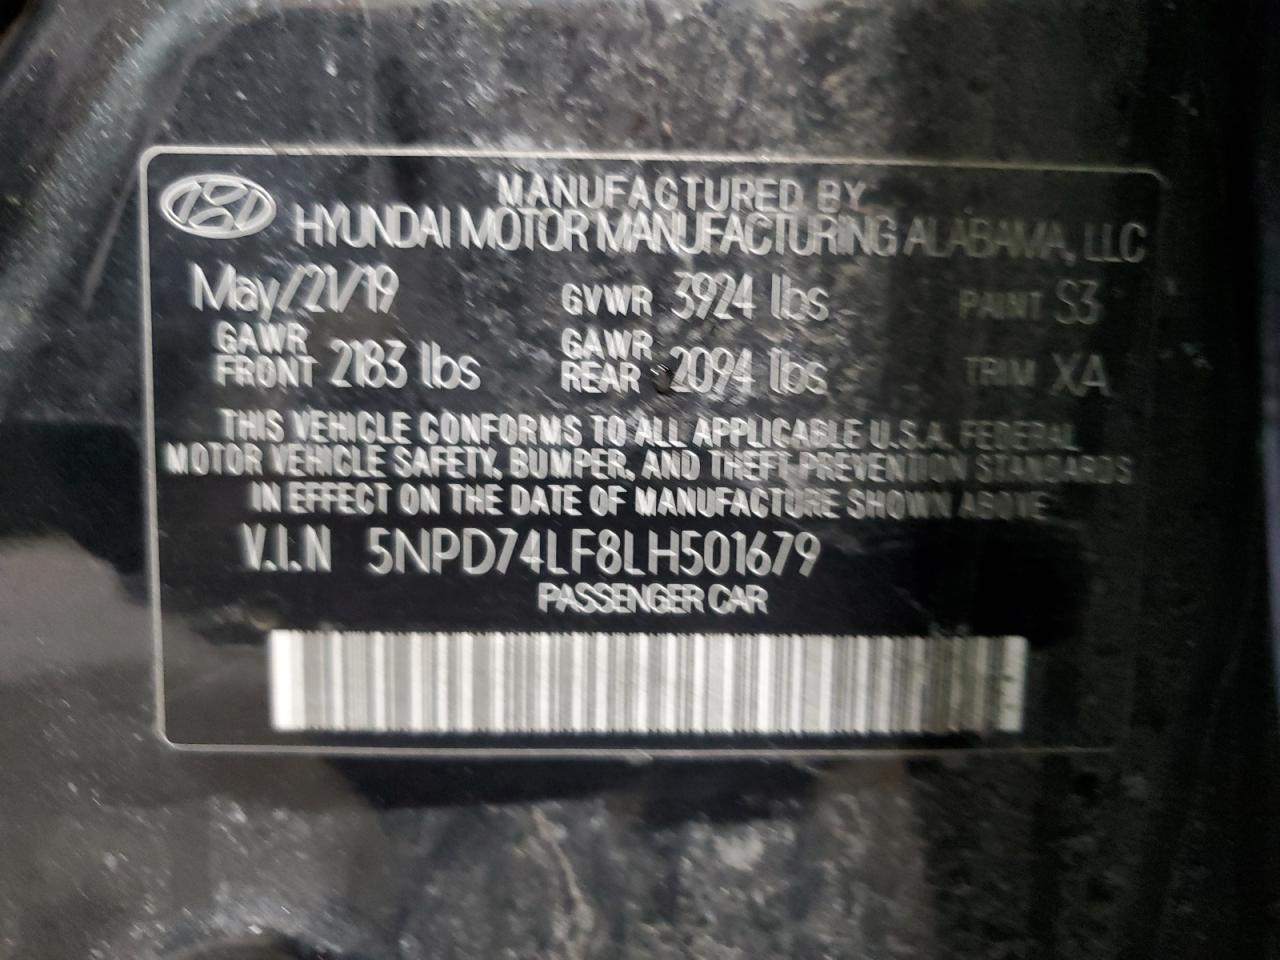 MANUFACTURED BY
HYUNDAI MOTOR MANUFACTURING ALABAMA, LLC
May/21/19 GVWR 3924 lbs PAINT S3
GAWR FRONT 2183 lbs GAWR REAR 2094 lbs TRIM XA
THIS VEHICLE CONFORMS TO ALL APPLICABLE U.S.A. FEDERAL
MOTOR VEHICLE SAFETY, BUMPER, AND THEFT PREVENTION STANDARDS
IN EFFECT ON THE DATE OF MANUFACTURE SHOWN ABOVE
V.I.N 5NPD74LF8LH501679
PASSENGER CAR